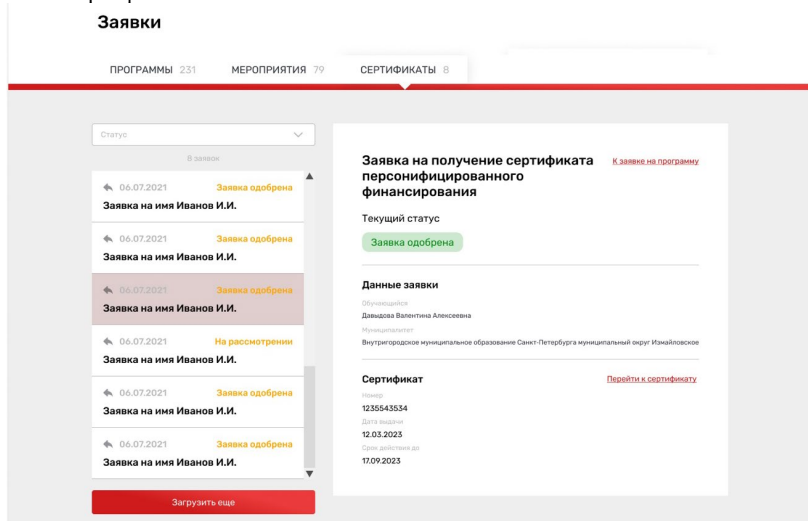 Заявки
ПРОГРАММЫ 231 МЕРОПРИЯТИЯ 79 СЕРТИФИКАТЫ 8
Статус
8 заявок
06.07.2021 Заявка одобрена
Заявка на имя Иванов И.И.
06.07.2021 Заявка одобрена
Заявка на имя Иванов И.И.
06.07.2021 Заявка одобрена
Заявка на имя Иванов И.И.
06.07.2021 На рассмотрении
Заявка на имя Иванов И.И.
06.07.2021 Заявка одобрена
Заявка на имя Иванов И.И.
06.07.2021 Заявка одобрена
Заявка на имя Иванов И.И.
Загрузить еще
Заявка на получение сертификата
персонифицированного
финансирования
К заявке на программу
Текущий статус
Заявка одобрена
Данные заявки
Обучающийся
Давыдова Валентина Алексеевна
Муниципалитет
Внутригородское муниципальное образование Санкт-Петербурга муниципальный округ Измайловское
Сертификат Перейти к сертификату
Номер
1235543534
Дата выдачи
12.03.2023
Срок действия до
17.09.2023